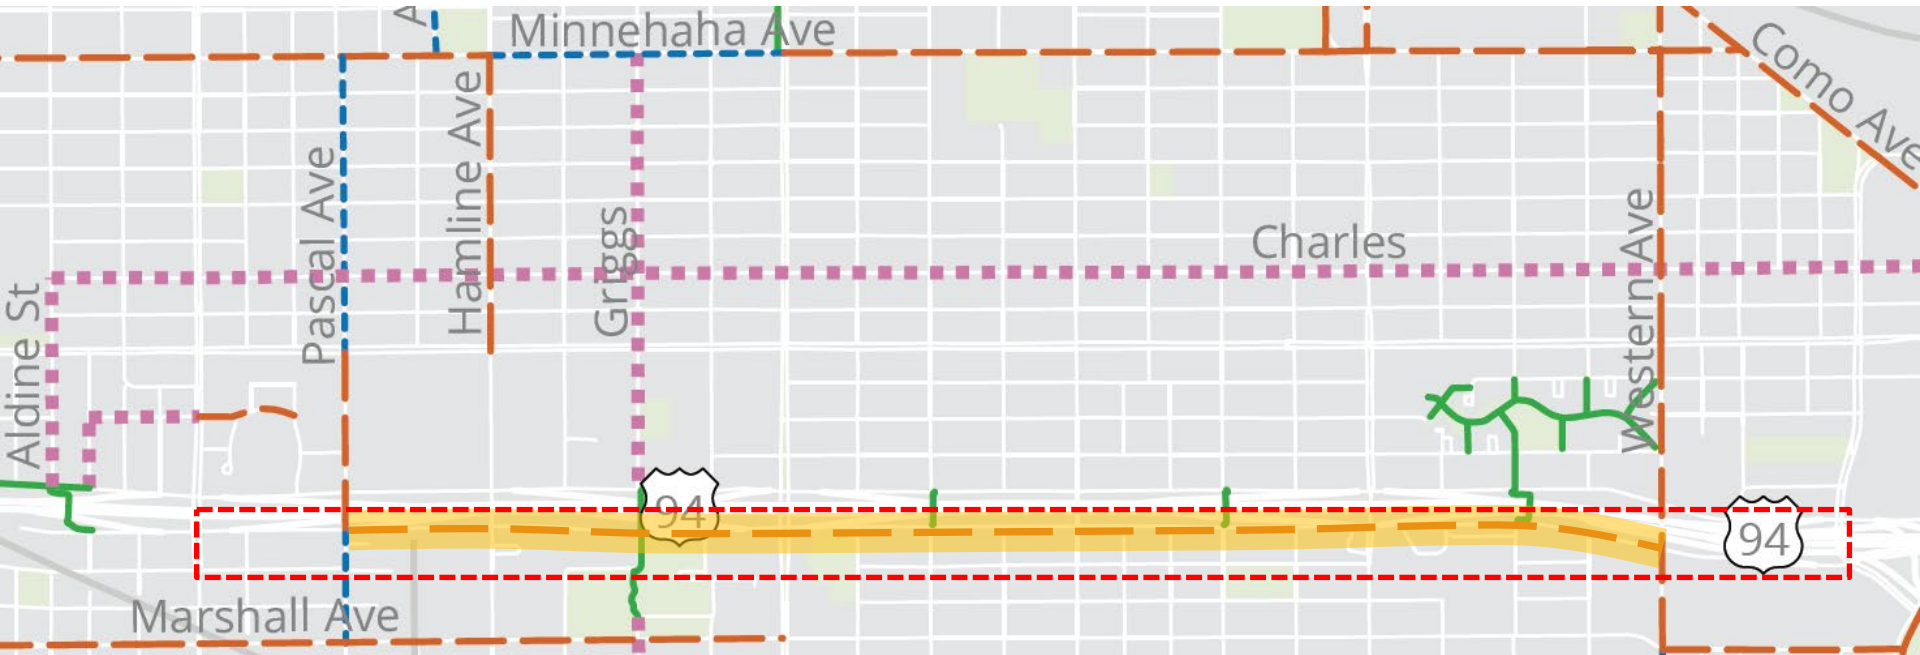 A
Minnehaha Ave
Como Ave
Hamline Ave
Pascal Ave
Griggs
Charles
Western Ave
Aldine St
94
94
Marshall Ave